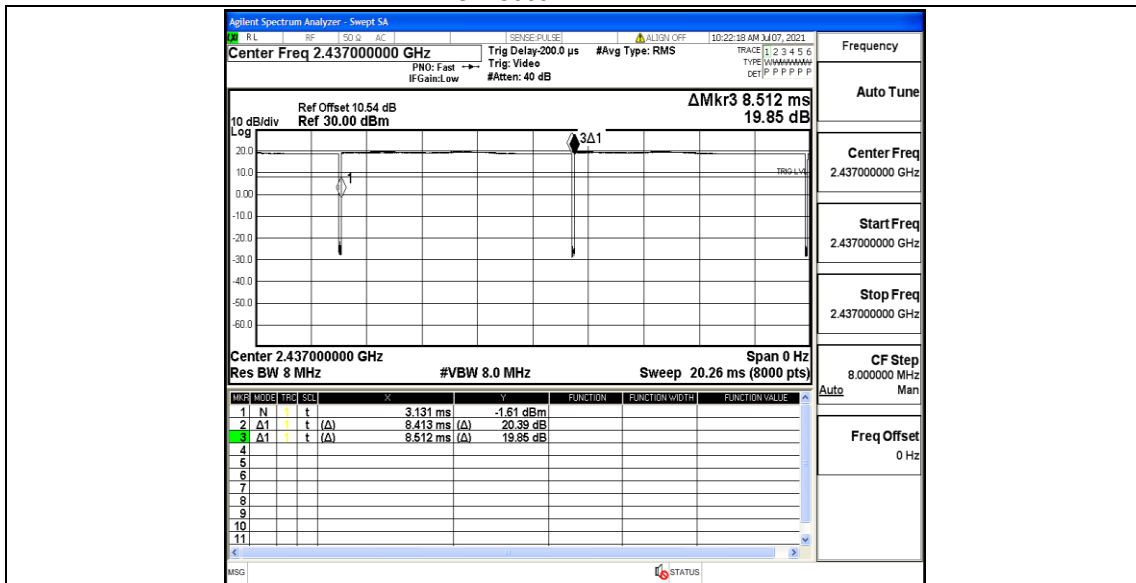 Agilent Spectrum Analyzer - Swept SA
RL RF 50 Ω AC SENSE:PULSE ALIGN OFF 10:22:18 AM Jul 07, 2021
Center Freq 2.437000000 GHz
PNO: Fast
IFGain:Low
Trig Delay-200.0 µs
Trig: Video
#Atten: 40 dB
#Avg Type: RMS
TRACE 1 2 3 4 5 6
TYPE
DET P P P P P P
Ref Offset 10.54 dB
10 dB/div Ref 30.00 dBm
ΔMkr3 8.512 ms
19.85 dB
Log
20.0
10.0
0.00
-10.0
-20.0
-30.0
-40.0
-50.0
-60.0
3Δ1
1
TRIG LVL
Center 2.437000000 GHz Span 0 Hz
Res BW 8 MHz #VBW 8.0 MHz Sweep 20.26 ms (8000 pts)
MKR MODE TRC SCL X Y FUNCTION FUNCTION WIDTH FUNCTION VALUE
1 N 1 t 3.131 ms -1.61 dBm
2 Δ1 1 t (Δ) 8.413 ms (Δ) 20.39 dB
3 Δ1 1 t (Δ) 8.512 ms (Δ) 19.85 dB
4
5
6
7
8
9
10
11
MSG STATUS
Frequency
Auto Tune
Center Freq
2.437000000 GHz
Start Freq
2.437000000 GHz
Stop Freq
2.437000000 GHz
CF Step
8.000000 MHz
Auto Man
Freq Offset
0 Hz